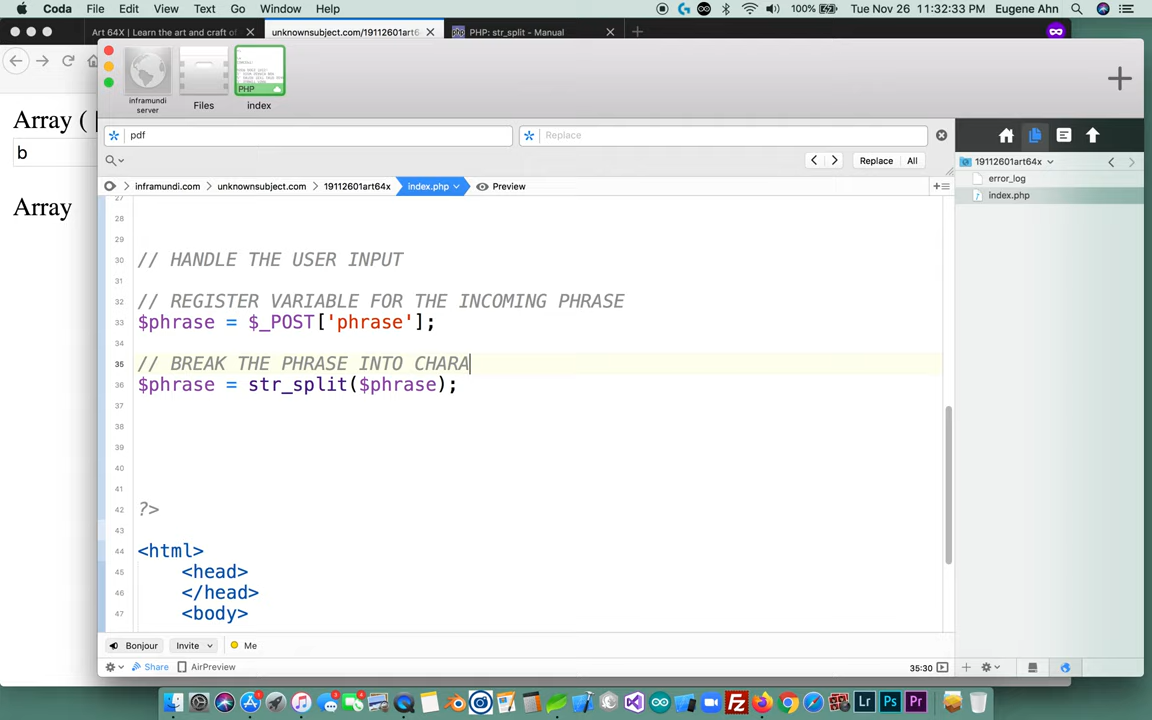 Coda File Edit View Text Go Window Help 100% Tue Nov 26 11:32:33 PM Eugene Ahn
Art 64X | Learn the art and craft of unknownsubject.com/19112601art6 PHP: str_split - Manual
inframundi server Files index
PHP
Array (
b
Array
pdf Replace
Replace All
inframundi.com unknownsubject.com 19112601art64x index.php Preview
19112601art64x
error_log
index.php
27
28
29
30 // HANDLE THE USER INPUT
31
32 // REGISTER VARIABLE FOR THE INCOMING PHRASE
33 $phrase = $_POST['phrase'];
34
35 // BREAK THE PHRASE INTO CHARA
36 $phrase = str_split($phrase);
37
38
39
40
41
42 ?>
43
44 <html>
45 <head>
46 </head>
47 <body>
Bonjour Invite Me
Share AirPreview 35:30